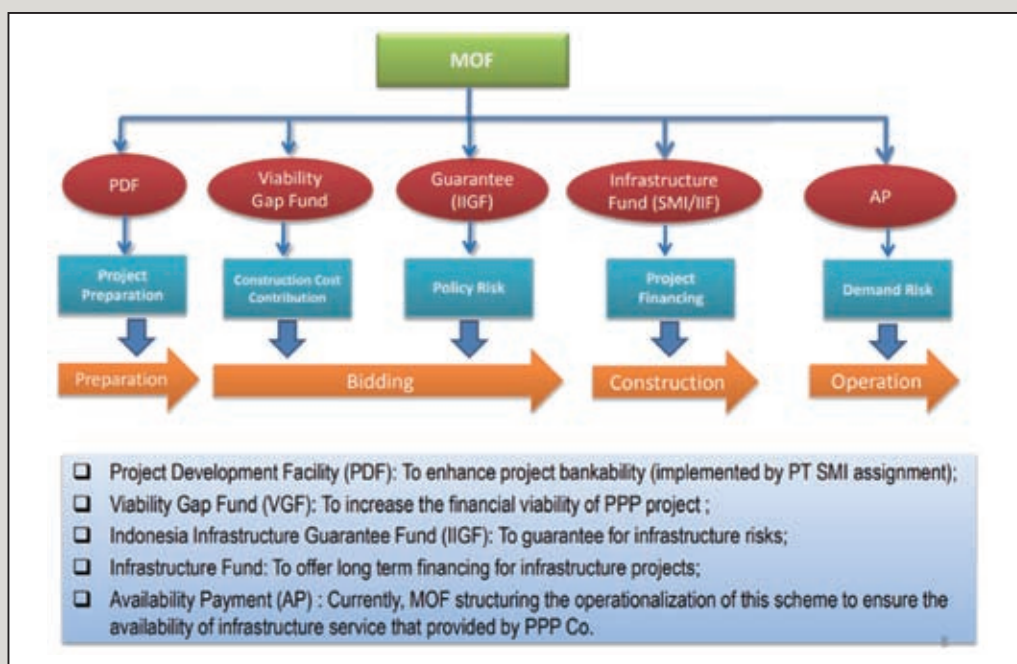 MOF
PDF
Viability
Gap Fund
Guarantee
(IIGF)
Infrastructure
Fund (SMI/IIF)
AP
Project
Preparation
Construction Cost
Contribution
Policy Risk
Project
Financing
Demand Risk
Preparation
Bidding
Construction
Operation
Project Development Facility (PDF): To enhance project bankability (implemented by PT SMI assignment);
Viability Gap Fund (VGF): To increase the financial viability of PPP project ;
Indonesia Infrastructure Guarantee Fund (IIGF): To guarantee for infrastructure risks;
Infrastructure Fund: To offer long term financing for infrastructure projects;
Availability Payment (AP) : Currently, MOF structuring the operationalization of this scheme to ensure the
availability of infrastructure service that provided by PPP Co.